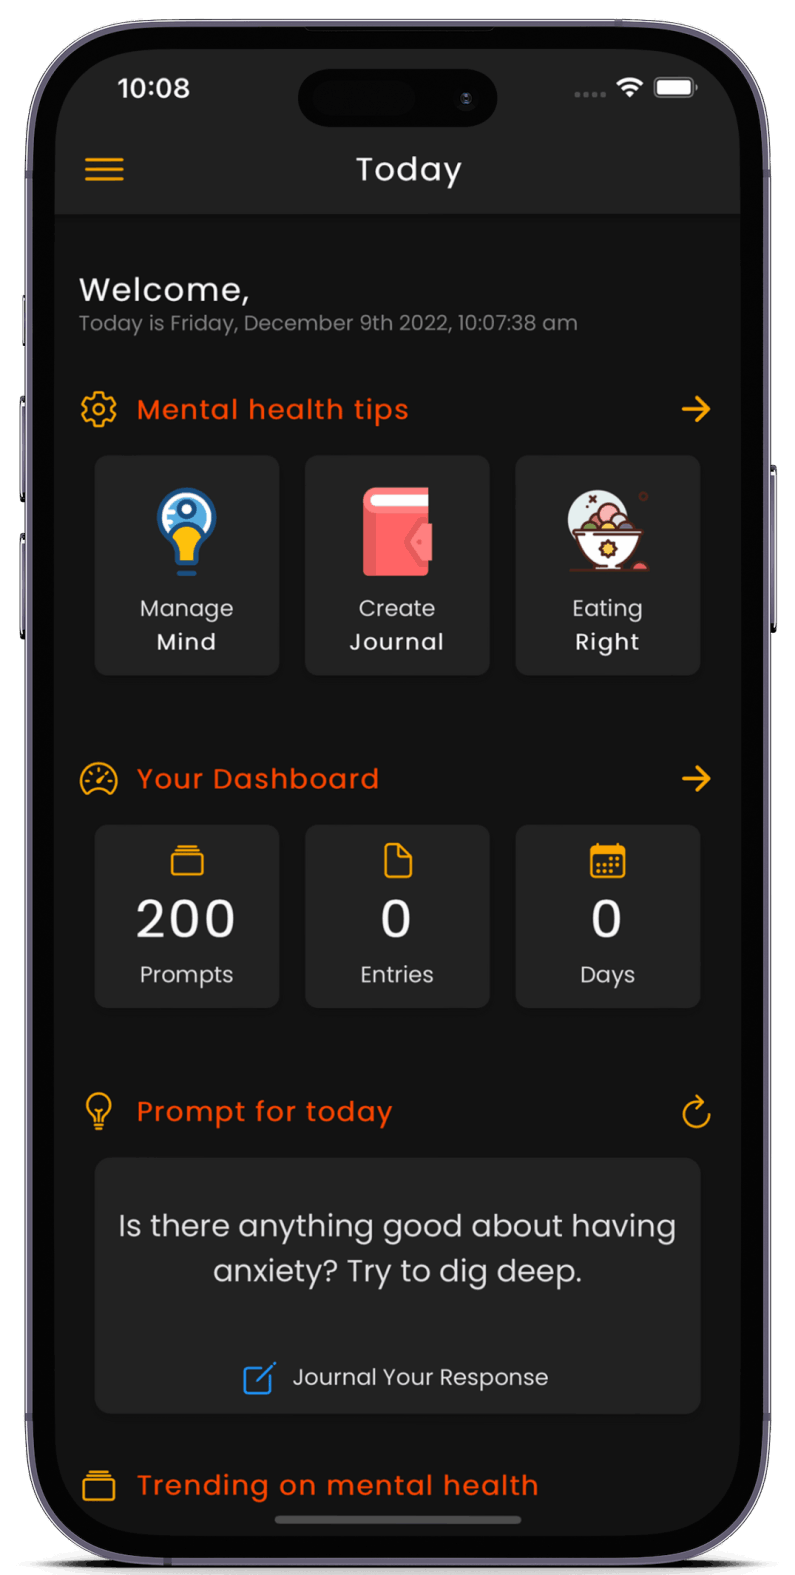 10:08
Today
Welcome,
Today is Friday, December 9th 2022, 10:07:38 am
Mental health tips
Manage
Mind
Create
Journal
Eating
Right
Your Dashboard
200
Prompts
0
Entries
0
Days
Prompt for today
Is there anything good about having
anxiety? Try to dig deep.
Journal Your Response
Trending on mental health